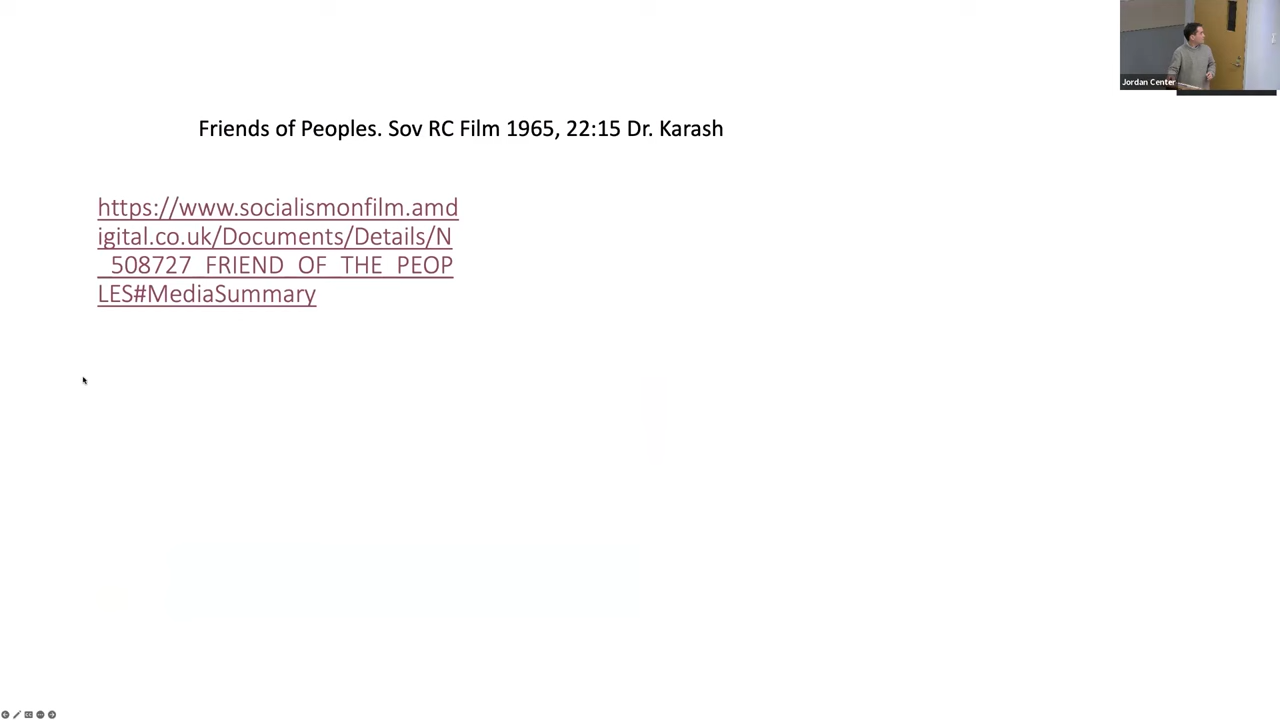 Jordan Center
Friends of Peoples. Sov RC Film 1965, 22:15 Dr. Karash
https://www.socialismonfilm.amd
igital.co.uk/Documents/Details/N
_508727_FRIEND_OF_THE_PEOP
LES#MediaSummary